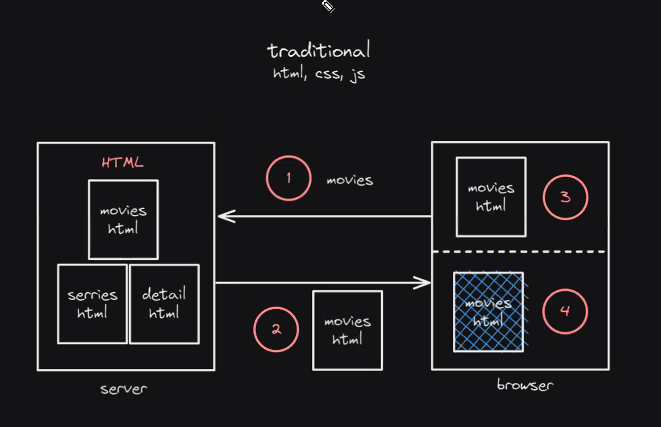 traditional
html, css, js
HTML
movies
html
serries
html
detail
html
server
1
movies
2
movies
html
movies
html
3
movies
html
4
browser